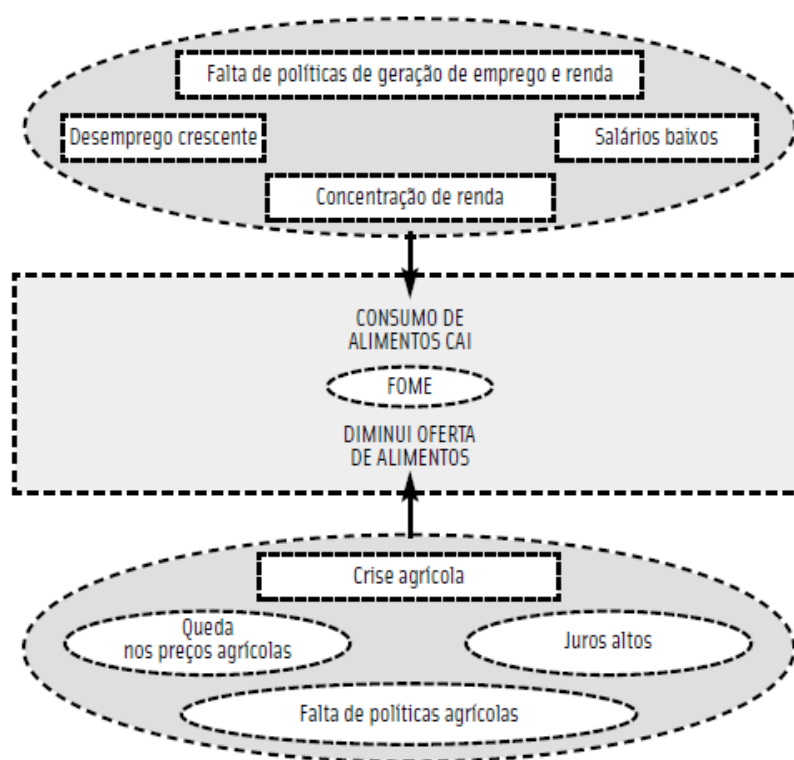 Falta de políticas de geração de emprego e renda
Desemprego crescente
Salários baixos
Concentração de renda
CONSUMO DE
ALIMENTOS CAI
FOME
DIMINUI OFERTA
DE ALIMENTOS
Crise agrícola
Queda
nos preços agrícolas
Juros altos
Falta de políticas agrícolas